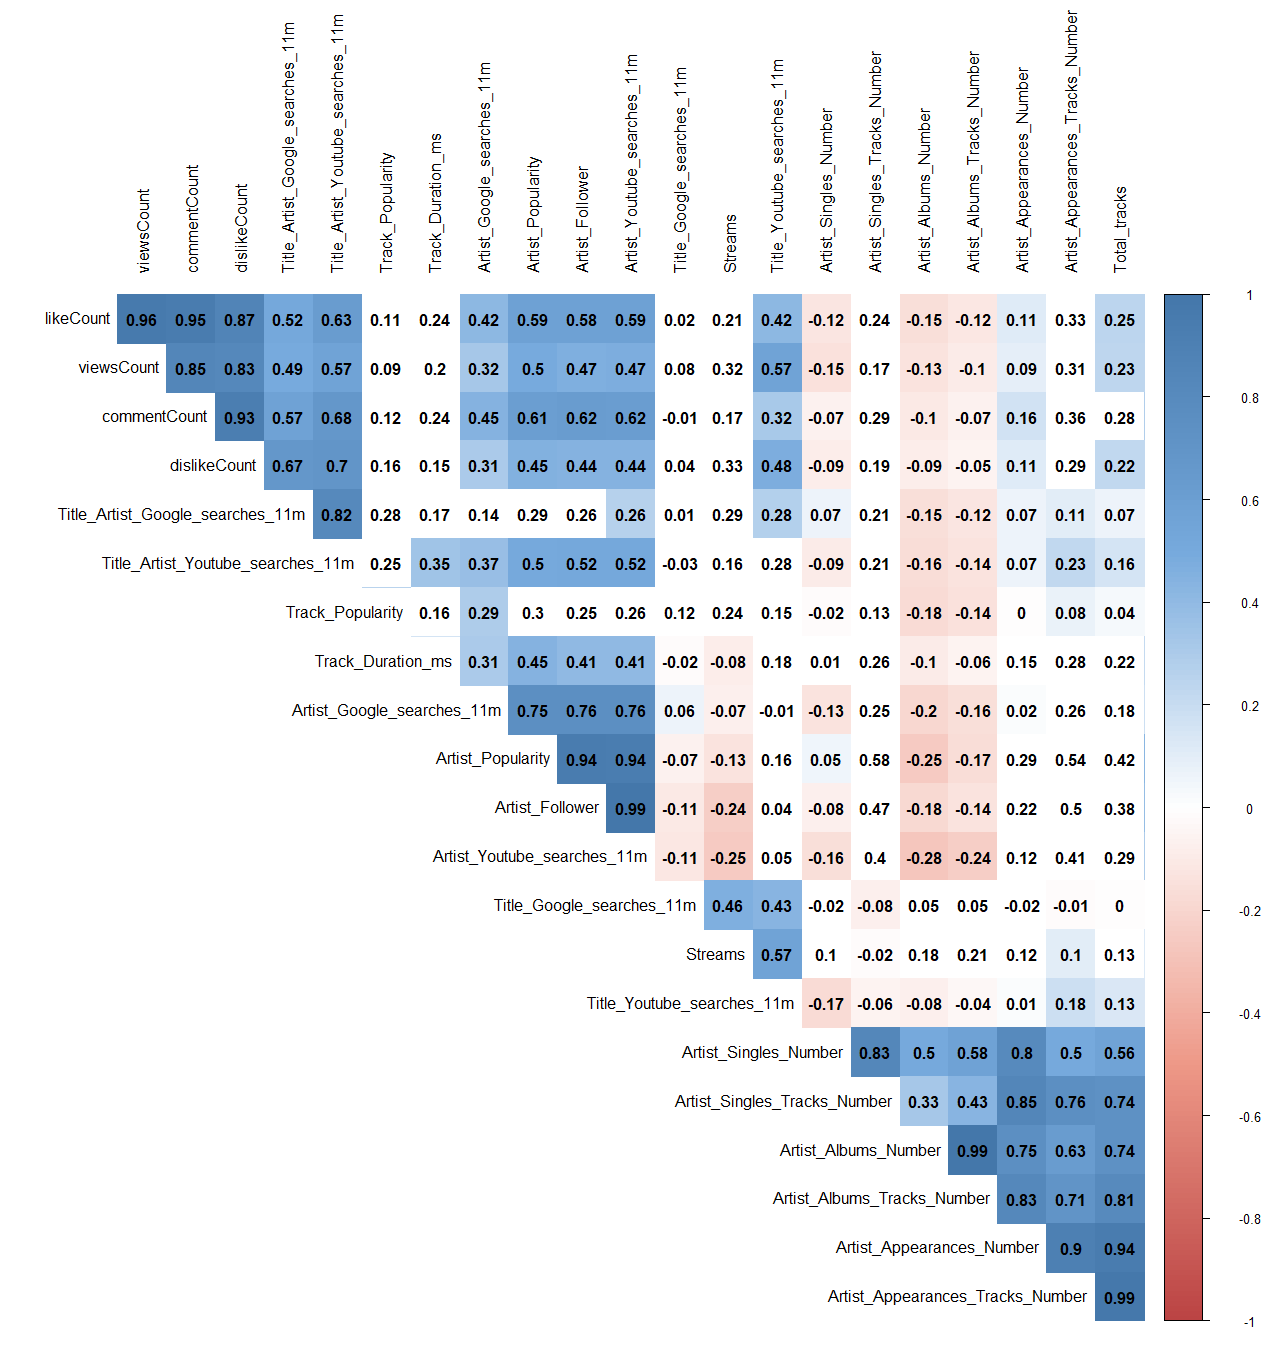 viewsCount
commentCount
dislikeCount
Title_Artist_Google_searches_11m
Title_Artist_Youtube_searches_11m
Track_Popularity
Track_Duration_ms
Artist_Google_searches_11m
Artist_Popularity
Artist_Follower
Artist_Youtube_searches_11m
Title_Google_searches_11m
Streams
Title_Youtube_searches_11m
Artist_Singles_Number
Artist_Singles_Tracks_Number
Artist_Albums_Number
Artist_Albums_Tracks_Number
Artist_Appearances_Number
Artist_Appearances_Tracks_Number
Total_tracks
likeCount 0.96 0.95 0.87 0.52 0.63 0.11 0.24 0.42 0.59 0.58 0.59 0.02 0.21 0.42 -0.12 0.24 -0.15 -0.12 0.11 0.33 0.25
viewsCount 0.85 0.83 0.49 0.57 0.09 0.2 0.32 0.5 0.47 0.47 0.08 0.32 0.57 -0.15 0.17 -0.13 -0.1 0.09 0.31 0.23
commentCount 0.93 0.57 0.68 0.12 0.24 0.45 0.61 0.62 0.62 -0.01 0.17 0.32 -0.07 0.29 -0.1 -0.07 0.16 0.36 0.28
dislikeCount 0.67 0.7 0.16 0.15 0.31 0.45 0.44 0.44 0.04 0.33 0.48 -0.09 0.19 -0.09 -0.05 0.11 0.29 0.22
Title_Artist_Google_searches_11m 0.82 0.28 0.17 0.14 0.29 0.26 0.26 0.01 0.29 0.28 0.07 0.21 -0.15 -0.12 0.07 0.11 0.07
Title_Artist_Youtube_searches_11m 0.25 0.35 0.37 0.5 0.52 0.52 -0.03 0.16 0.28 -0.09 0.21 -0.16 -0.14 0.07 0.23 0.16
Track_Popularity 0.16 0.29 0.3 0.25 0.26 0.12 0.24 0.15 -0.02 0.13 -0.18 -0.14 0 0.08 0.04
Track_Duration_ms 0.31 0.45 0.41 0.41 -0.02 -0.08 0.18 0.01 0.26 -0.1 -0.06 0.15 0.28 0.22
Artist_Google_searches_11m 0.75 0.76 0.76 0.06 -0.07 -0.01 -0.13 0.25 -0.2 -0.16 0.02 0.26 0.18
Artist_Popularity 0.94 0.94 -0.07 -0.13 0.16 0.05 0.58 -0.25 -0.17 0.29 0.54 0.42
Artist_Follower 0.99 -0.11 -0.24 0.04 -0.08 0.47 -0.18 -0.14 0.22 0.5 0.38
Artist_Youtube_searches_11m -0.11 -0.25 0.05 -0.16 0.4 -0.28 -0.24 0.12 0.41 0.29
Title_Google_searches_11m 0.46 0.43 -0.02 -0.08 0.05 0.05 -0.02 -0.01 0
Streams 0.57 0.1 -0.02 0.18 0.21 0.12 0.1 0.13
Title_Youtube_searches_11m -0.17 -0.06 -0.08 -0.04 0.01 0.18 0.13
Artist_Singles_Number 0.83 0.5 0.58 0.8 0.5 0.56
Artist_Singles_Tracks_Number 0.33 0.43 0.85 0.76 0.74
Artist_Albums_Number 0.99 0.75 0.63 0.74
Artist_Albums_Tracks_Number 0.83 0.71 0.81
Artist_Appearances_Number 0.9 0.94
Artist_Appearances_Tracks_Number 0.99
1
0.8
0.6
0.4
0.2
0
-0.2
-0.4
-0.6
-0.8
-1